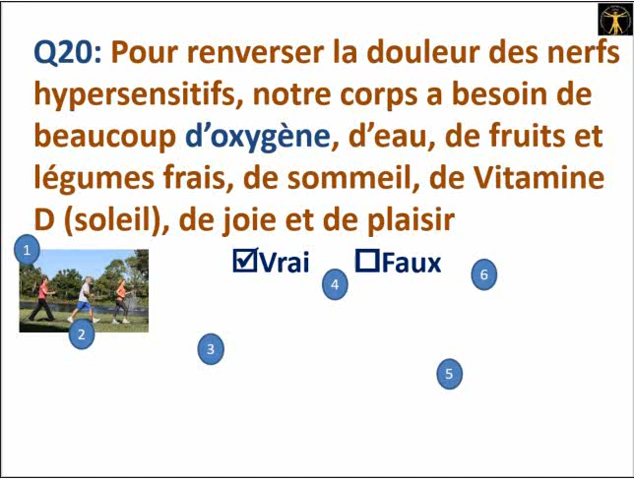 Q20: Pour renverser la douleur des nerfs
hypersensitifs, notre corps a besoin de
beaucoup d’oxygène, d’eau, de fruits et
légumes frais, de sommeil, de Vitamine
D (soleil), de joie et de plaisir
☑Vrai ☐Faux
1
2
3
4
5
6